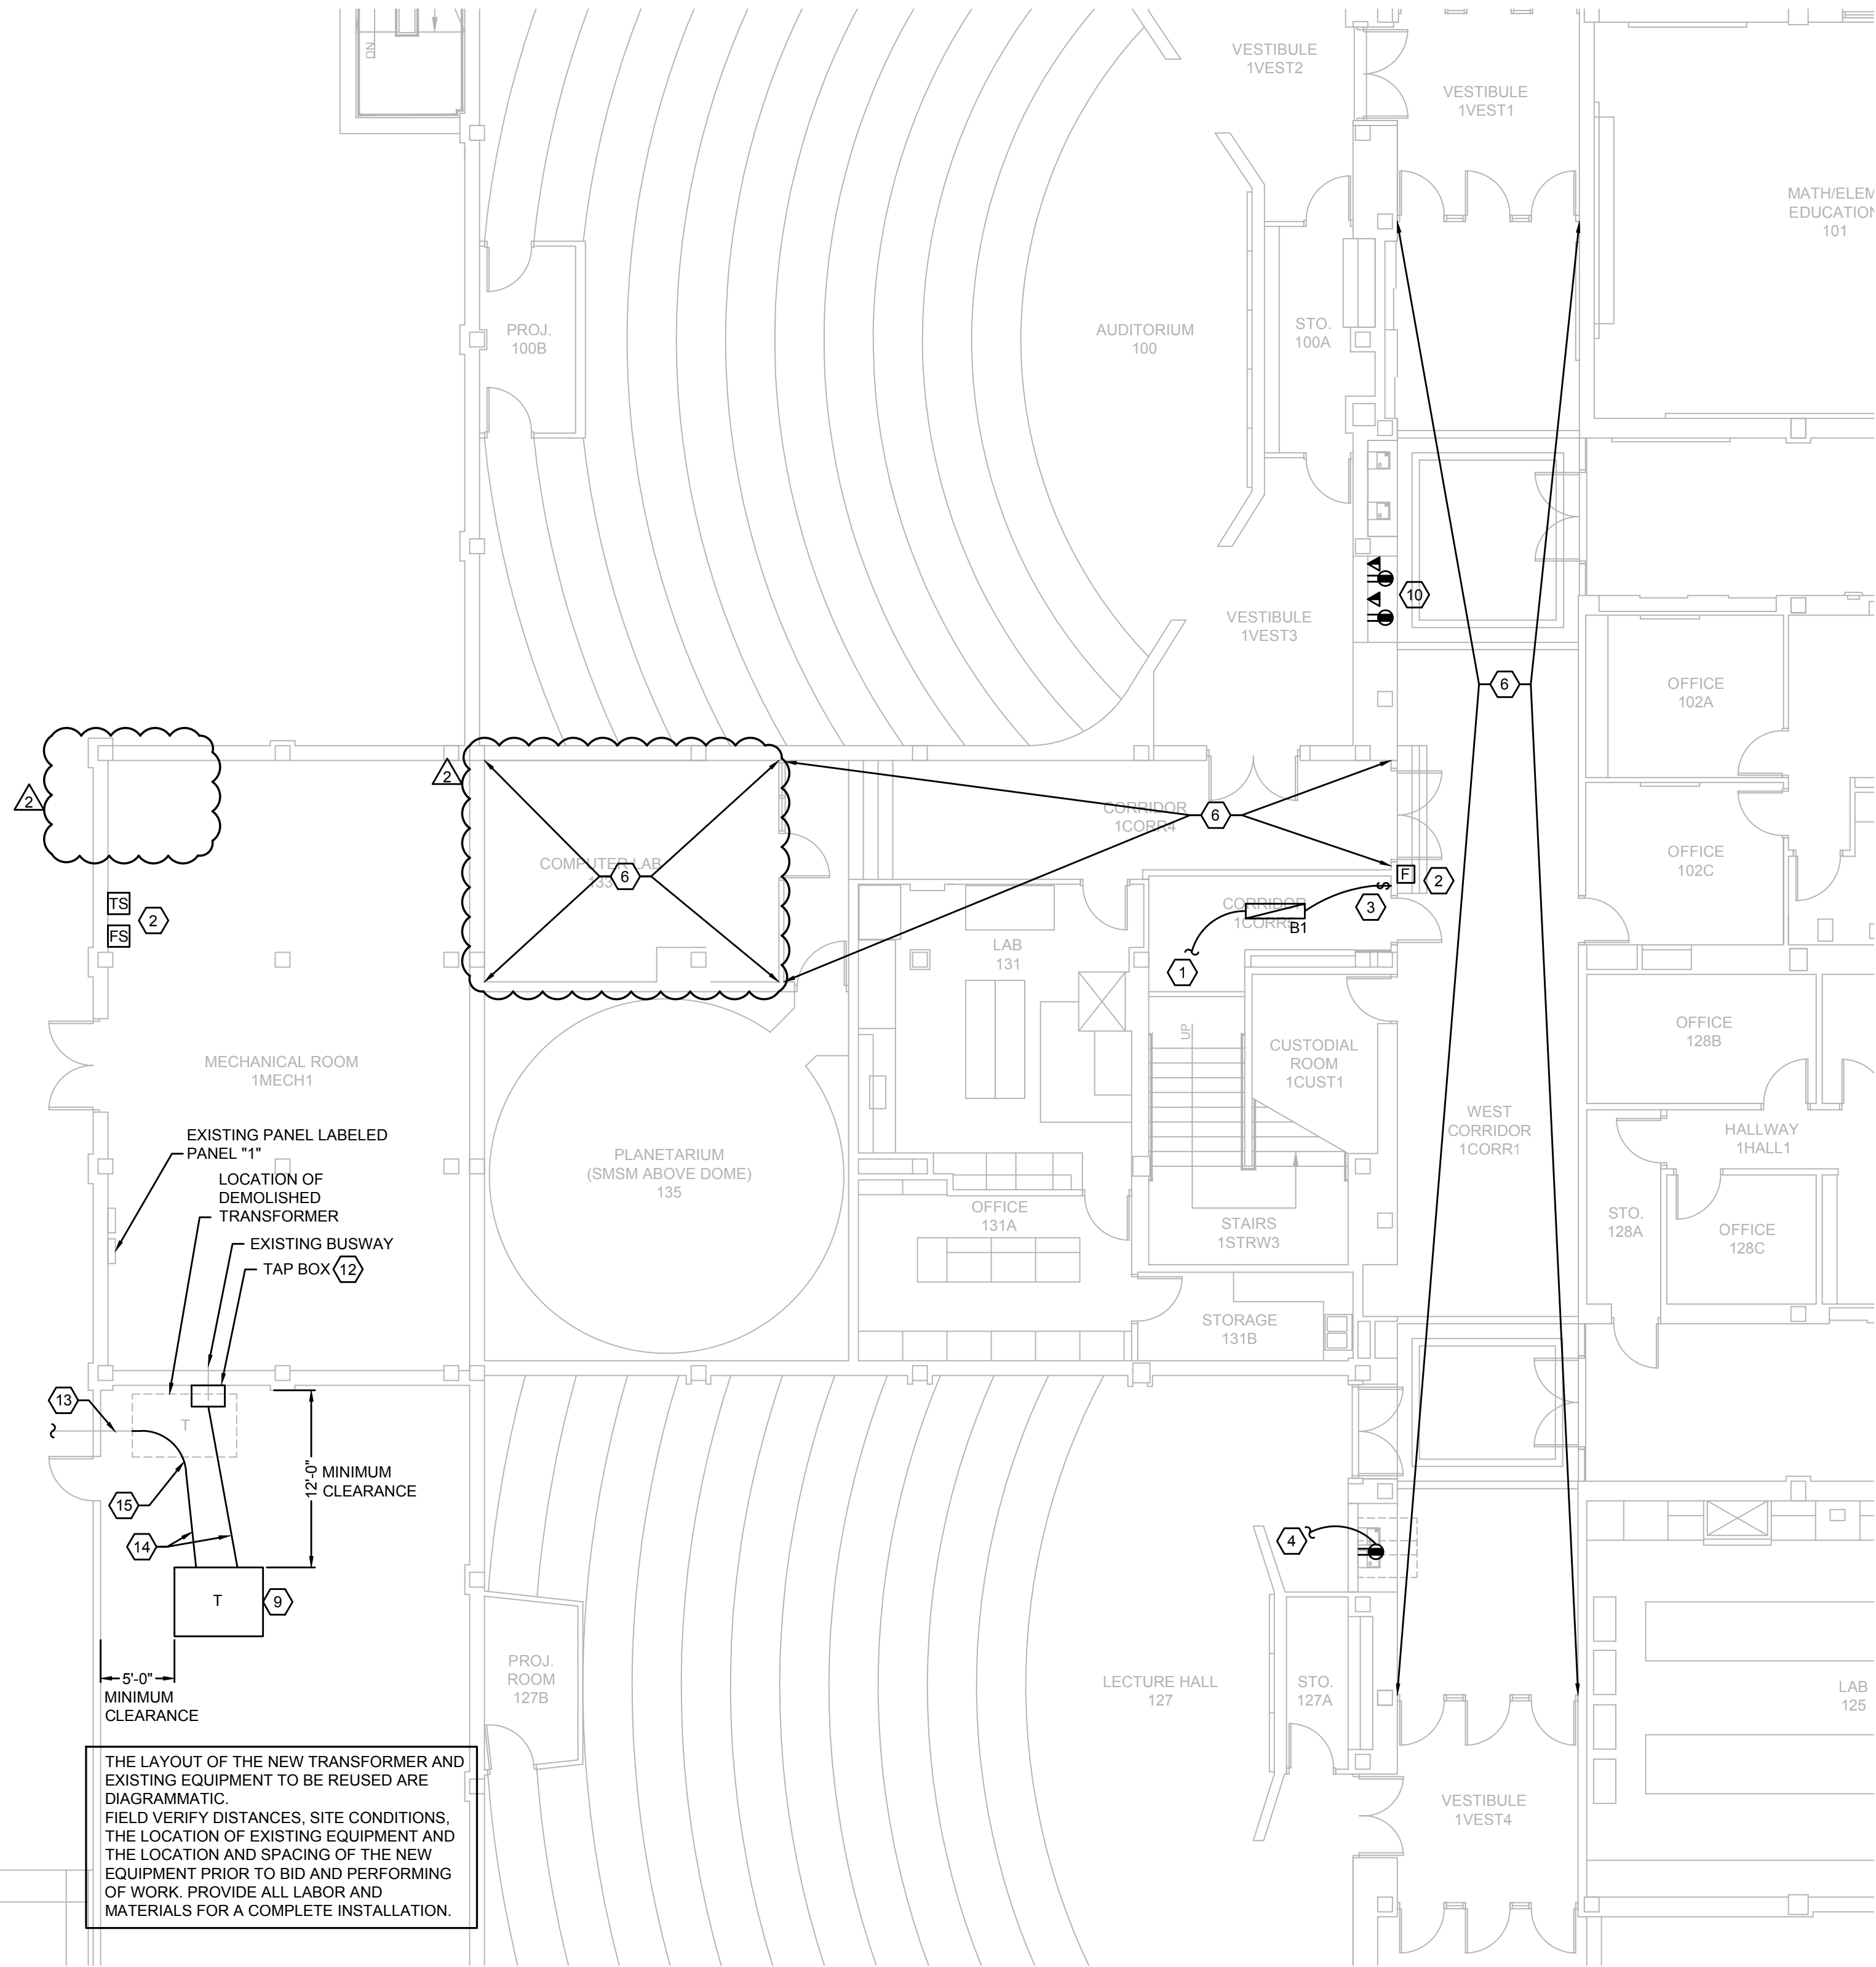 DN
VESTIBULE
1VEST2
VESTIBULE
1VEST1
MATH/ELEM
EDUCATION
101
PROJ.
100B
AUDITORIUM
100
STO.
100A
10
VESTIBULE
1VEST3
6
OFFICE
102A
2
2
COMPUTER LAB
133
6
CORRIDOR
1CORR4
6
OFFICE
102C
F
2
TS
FS
2
CORRIDOR
B1
3
1
LAB
131
UP
CUSTODIAL
ROOM
1CUST1
OFFICE
128B
MECHANICAL ROOM
1MECH1
WEST
CORRIDOR
1CORR1
HALLWAY
1HALL1
EXISTING PANEL LABELED
PANEL "1"
PLANETARIUM
(SMSM ABOVE DOME)
135
LOCATION OF
DEMOLISHED
TRANSFORMER
EXISTING BUSWAY
TAP BOX 12
OFFICE
131A
STAIRS
1STRW3
STO.
128A
OFFICE
128C
STORAGE
131B
13
T
12'-0"
MINIMUM
CLEARANCE
15
14
T
9
4
5'-0"
MINIMUM
CLEARANCE
PROJ.
ROOM
127B
LECTURE HALL
127
STO.
127A
LAB
125
VESTIBULE
1VEST4
THE LAYOUT OF THE NEW TRANSFORMER AND
EXISTING EQUIPMENT TO BE REUSED ARE
DIAGRAMMATIC.
FIELD VERIFY DISTANCES, SITE CONDITIONS,
THE LOCATION OF EXISTING EQUIPMENT AND
THE LOCATION AND SPACING OF THE NEW
EQUIPMENT PRIOR TO BID AND PERFORMING
OF WORK. PROVIDE ALL LABOR AND
MATERIALS FOR A COMPLETE INSTALLATION.